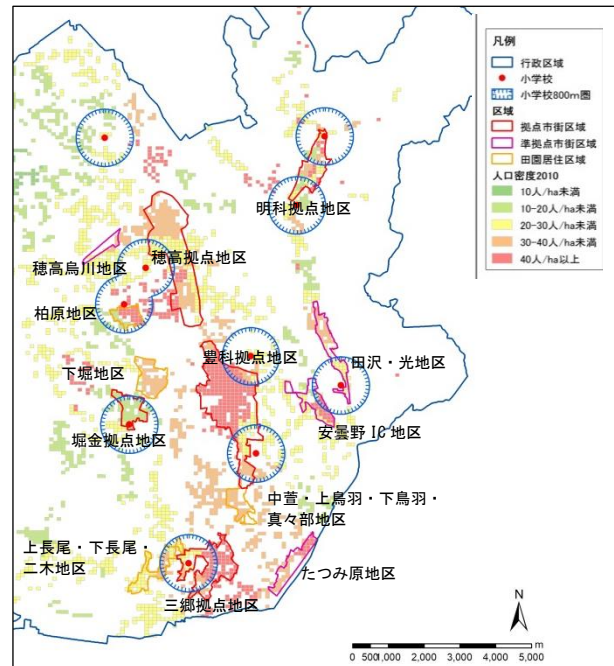 凡例
行政区域
小学校
小学校800m圏
区域
拠点市街区域
準拠点市街区域
田園居住区域
人口密度2010
10人/ha未満
10-20人/ha未満
20-30人/ha未満
30-40人/ha未満
40人/ha以上
明科拠点地区
穂高烏川地区
穂高拠点地区
柏原地区
豊科拠点地区
田沢・光地区
下堀地区
堀金拠点地区
安曇野 IC 地区
中萱・上鳥羽・下鳥羽・
真々部地区
上長尾・下長尾・
二木地区
たつみ原地区
三郷拠点地区
N
0 500 1,000 2,000 3,000 4,000 5,000 m